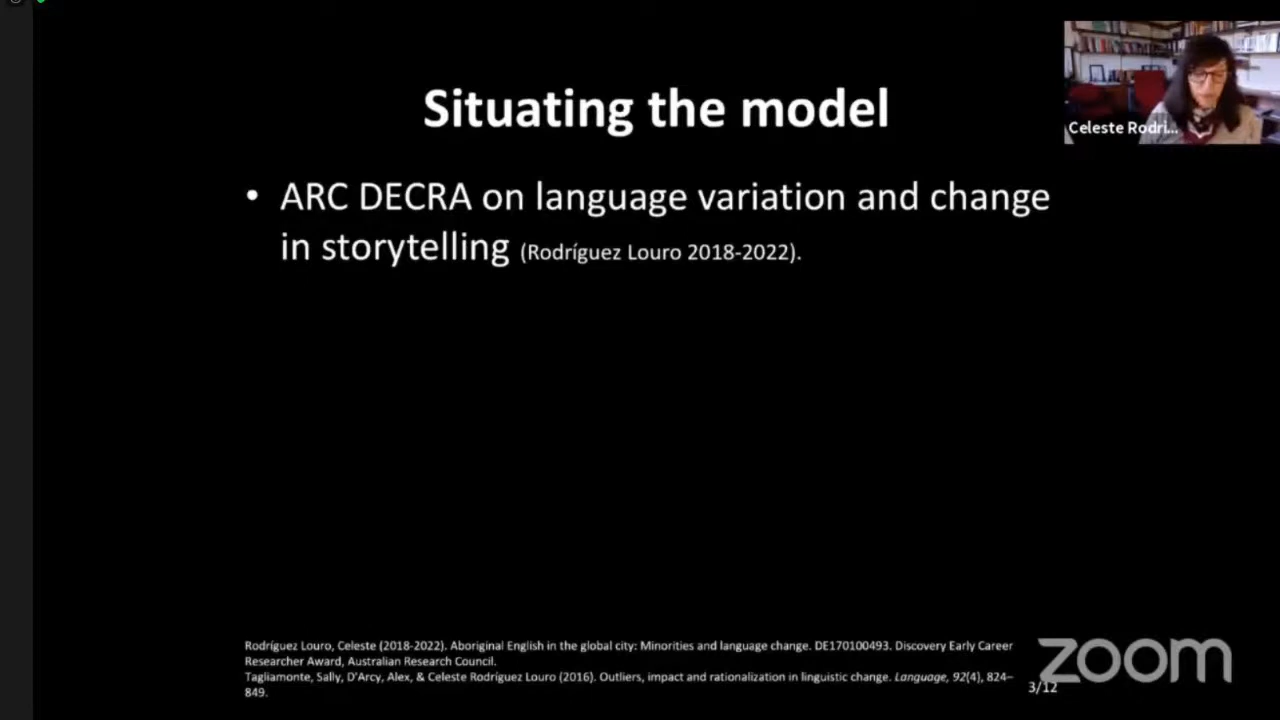 Situating the model
Celeste Rodri...
• ARC DECRA on language variation and change
in storytelling (Rodríguez Louro 2018-2022).
Rodríguez Louro, Celeste (2018-2022). Aboriginal English in the global city: Minorities and language change. DE170100493. Discovery Early Career
Researcher Award, Australian Research Council.
Tagliamonte, Sally, D'Arcy, Alex, & Celeste Rodríguez Louro (2016). Outliers, impact and rationalization in linguistic change. Language, 92(4), 824–
849.
3/12
zoom